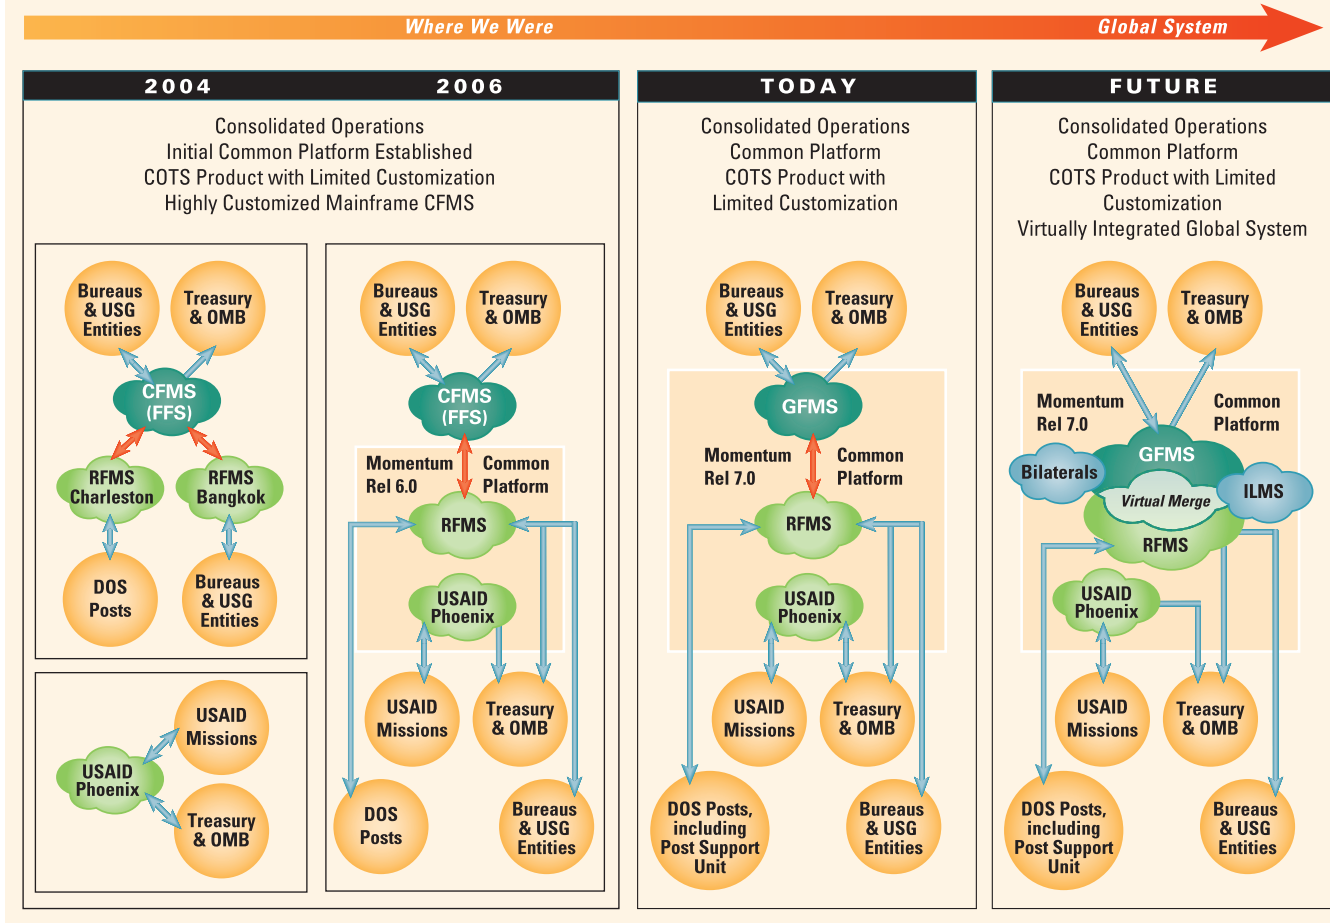 Where We Were
Global System
2004
2006
Consolidated Operations
Initial Common Platform Established
COTS Product with Limited Customization
Highly Customized Mainframe CFMS
Bureaus
& USG
Entities
Treasury
& OMB
CFMS
(FFS)
RFMS
Charleston
RFMS
Bangkok
DOS
Posts
Bureaus
& USG
Entities
USAID
Missions
USAID
Phoenix
Treasury
& OMB
Bureaus
& USG
Entities
Treasury
& OMB
CFMS
(FFS)
Momentum
Rel 6.0
Common
Platform
RFMS
USAID
Phoenix
USAID
Missions
Treasury
& OMB
DOS
Posts
Bureaus
& USG
Entities
TODAY
Consolidated Operations
Common Platform
COTS Product with
Limited Customization
Bureaus
& USG
Entities
Treasury
& OMB
GFMS
Momentum
Rel 7.0
Common
Platform
RFMS
USAID
Phoenix
USAID
Missions
Treasury
& OMB
DOS Posts,
including
Post Support
Unit
Bureaus
& USG
Entities
FUTURE
Consolidated Operations
Common Platform
COTS Product with Limited
Customization
Virtually Integrated Global System
Bureaus
& USG
Entities
Treasury
& OMB
Momentum
Rel 7.0
Common
Platform
GFMS
Bilaterals
Virtual Merge
ILMS
RFMS
USAID
Phoenix
USAID
Missions
Treasury
& OMB
DOS Posts,
including
Post Support
Unit
Bureaus
& USG
Entities